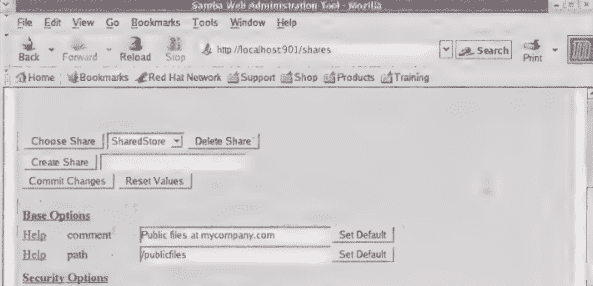 Samba Web Administration Tool - Mozilla
File Edit View Go Bookmarks Tools Window Help
Back Forward Reload Stop http://localhost:901/shares Search Print
Home Bookmarks Red Hat Network Support Shop Products Training
Choose Share SharedStore Delete Share
Create Share
Commit Changes Reset Values
Base Options
Help comment Public files at mycompany.com Set Default
Help path /publicfiles Set Default
Security Options